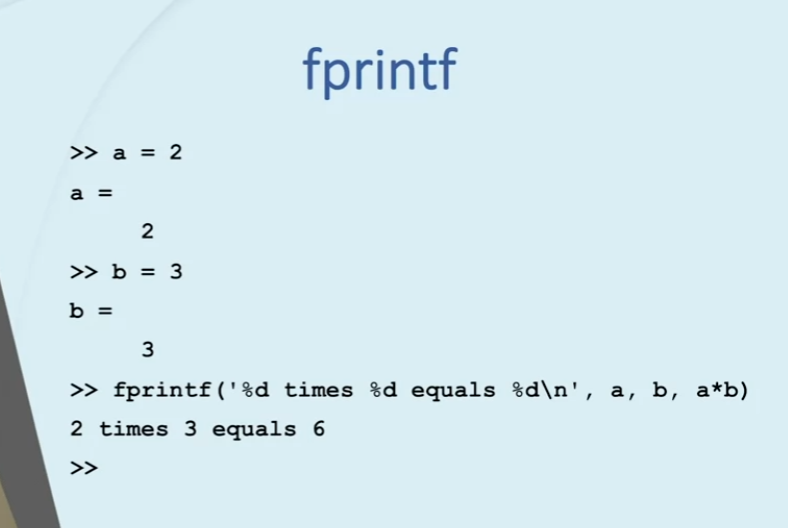 fprintf
>> a = 2
a =
2
>> b = 3
b =
3
>> fprintf('%d times %d equals %d\n', a, b, a*b)
2 times 3 equals 6
>>